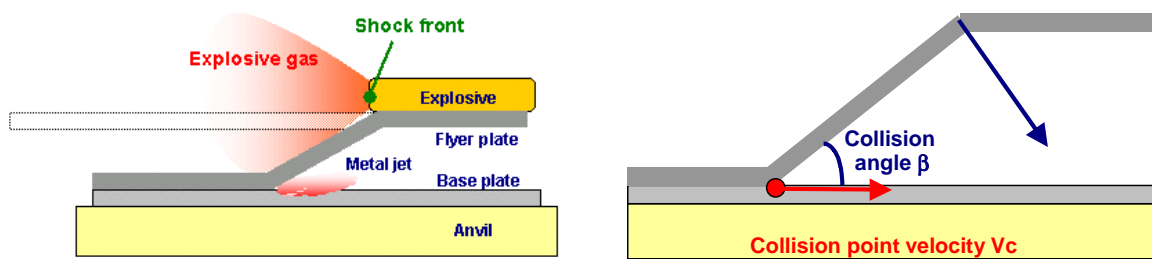 Shock front
Explosive gas
Explosive
Flyer plate
Metal jet
Base plate
Anvil
Collision
angle β
Collision point velocity Vc